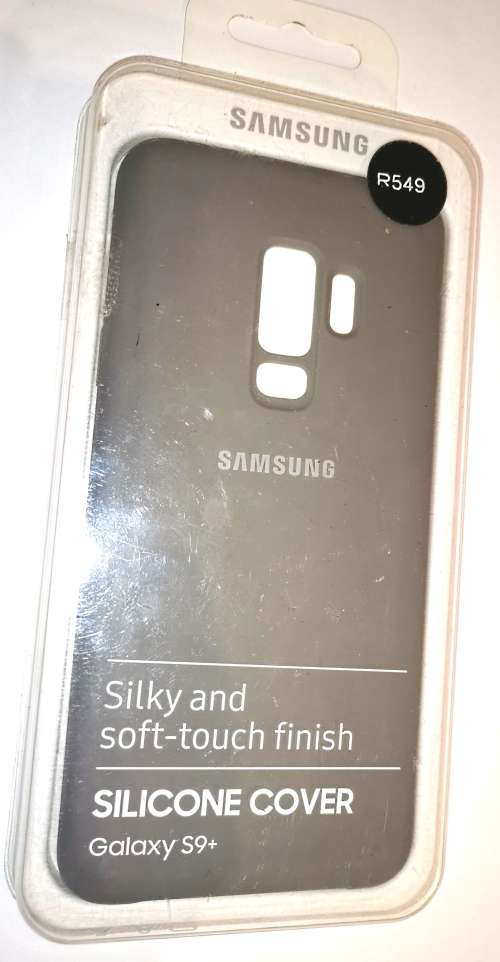 SAMSUNG
R549
SAMSUNG
Silky and
soft-touch finish
SILICONE COVER
Galaxy S9+